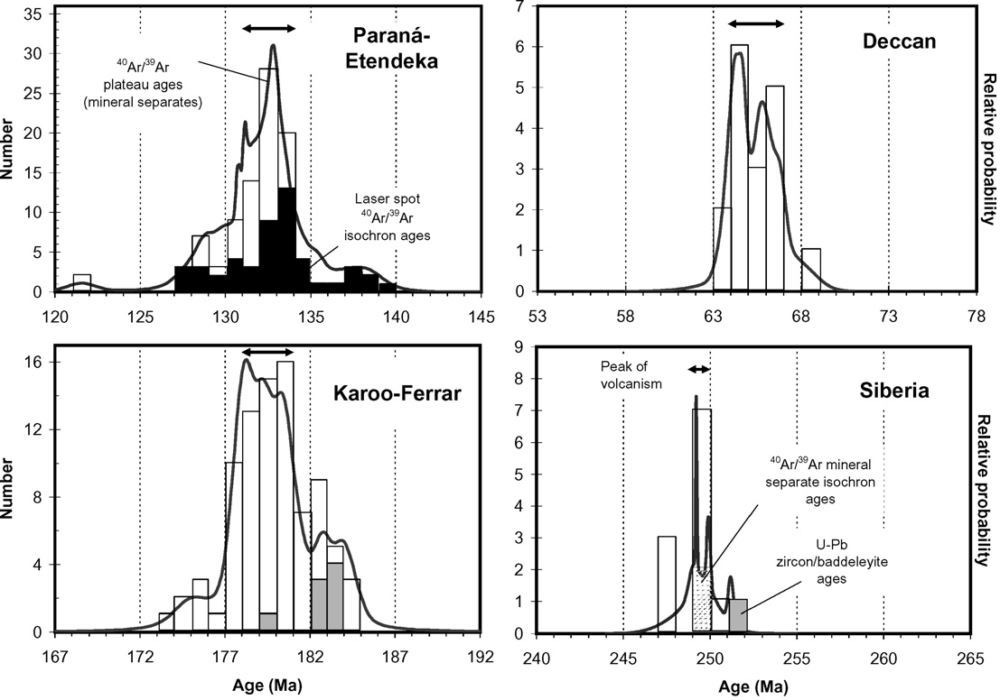 35
30
25
20
15
10
5
0
Number
Paraná-
Etendeka
⁴⁰Ar/³⁹Ar
plateau ages
(mineral separates)
Laser spot
⁴⁰Ar/³⁹Ar
isochron ages
120 125 130 135 140 145
7
6
5
4
3
2
1
0
Deccan
Relative probability
53 58 63 68 73 78
16
12
8
4
0
Number
Karoo-Ferrar
167 172 177 182 187 192
Age (Ma)
9
8
7
6
5
4
3
2
1
0
Peak of
volcanism
Siberia
⁴⁰Ar/³⁹Ar mineral
separate isochron
ages
U-Pb
zircon/baddeleyite
ages
Relative probability
240 245 250 255 260 265
Age (Ma)